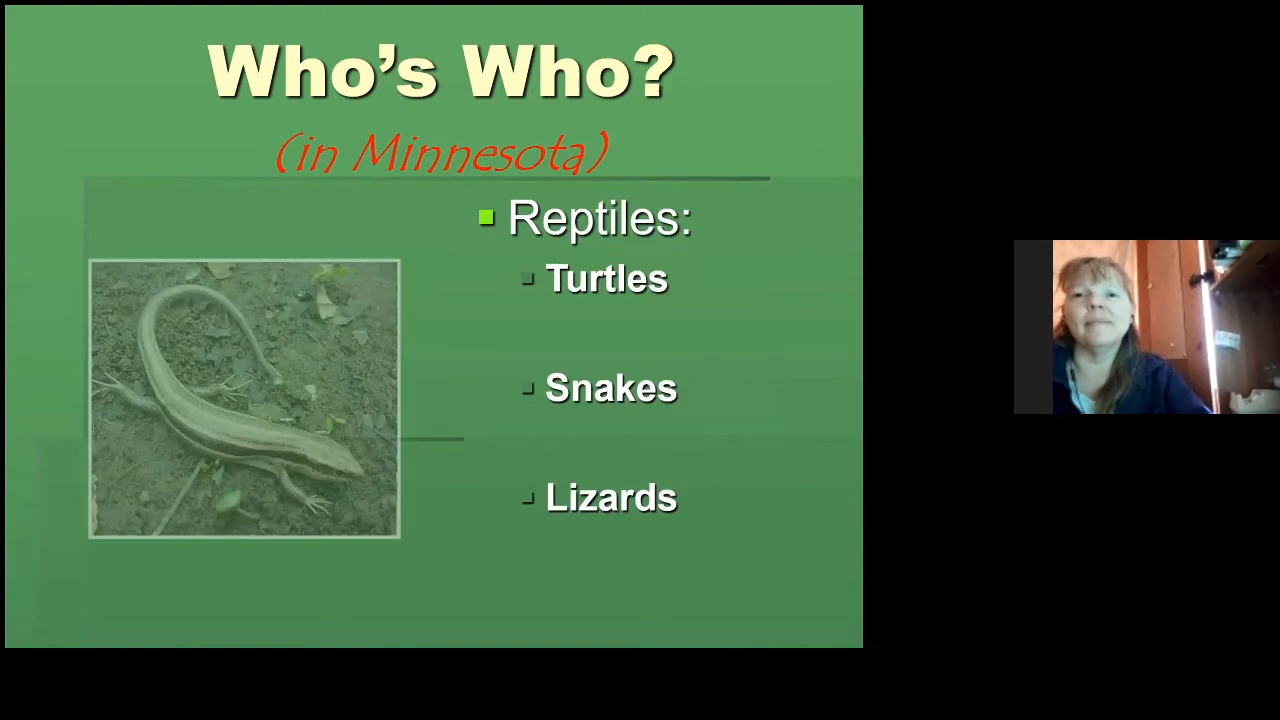 Who’s Who?
(in Minnesota)
Reptiles:
Turtles
Snakes
Lizards